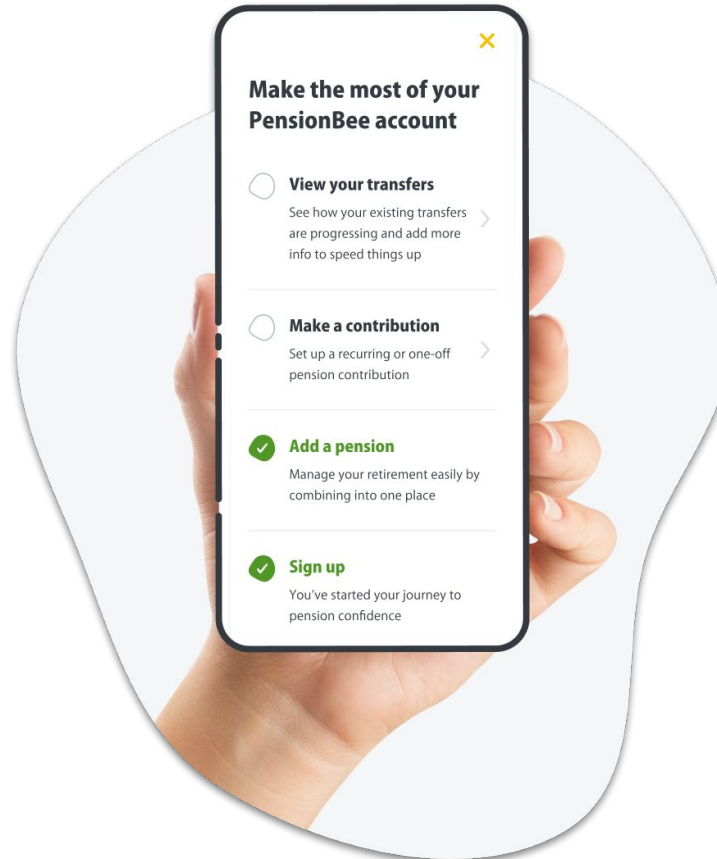 Make the most of your
PensionBee account
View your transfers
See how your existing transfers
are progressing and add more
info to speed things up
Make a contribution
Set up a recurring or one-off
pension contribution
Add a pension
Manage your retirement easily by
combining into one place
Sign up
You've started your journey to
pension confidence